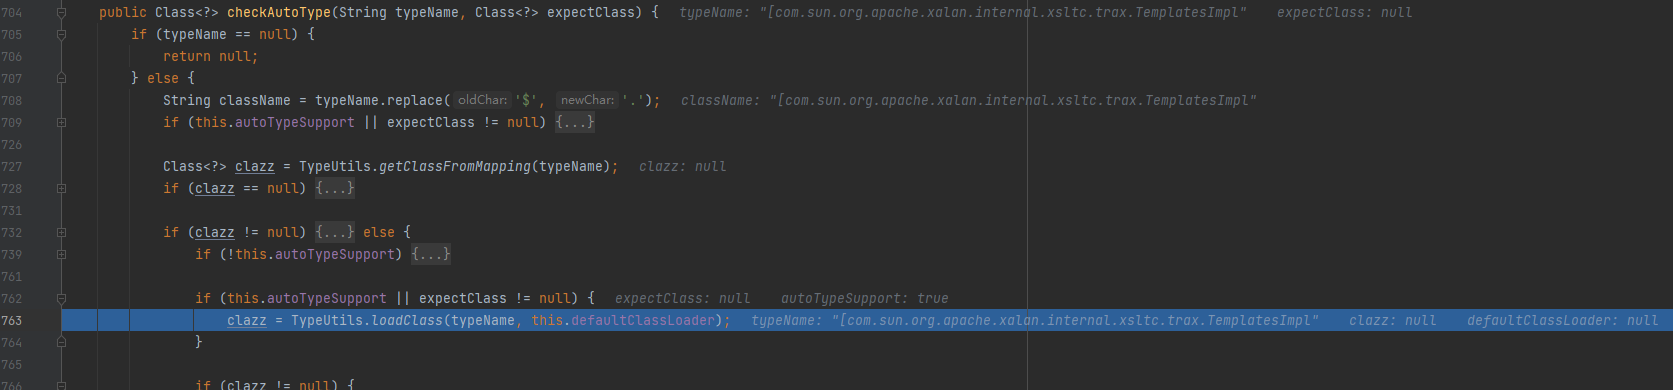 704 public Class<?> checkAutoType(String typeName, Class<?> expectClass) { typeName: "[com.sun.org.apache.xalan.internal.xsltc.trax.TemplatesImpl" expectClass: null
705 if (typeName == null) {
706 return null;
707 } else {
708 String className = typeName.replace( oldChar: '$', newChar: '.'); className: "[com.sun.org.apache.xalan.internal.xsltc.trax.TemplatesImpl"
709 if (this.autoTypeSupport || expectClass != null) {...}
726
727 Class<?> clazz = TypeUtils.getClassFromMapping(typeName); clazz: null
728 if (clazz == null) {...}
731
732 if (clazz != null) {...} else {
739 if (!this.autoTypeSupport) {...}
761
762 if (this.autoTypeSupport || expectClass != null) { expectClass: null autoTypeSupport: true
763 clazz = TypeUtils.loadClass(typeName, this.defaultClassLoader); typeName: "[com.sun.org.apache.xalan.internal.xsltc.trax.TemplatesImpl" clazz: null defaultClassLoader: null
764 }
765
766 if (clazz != null) {